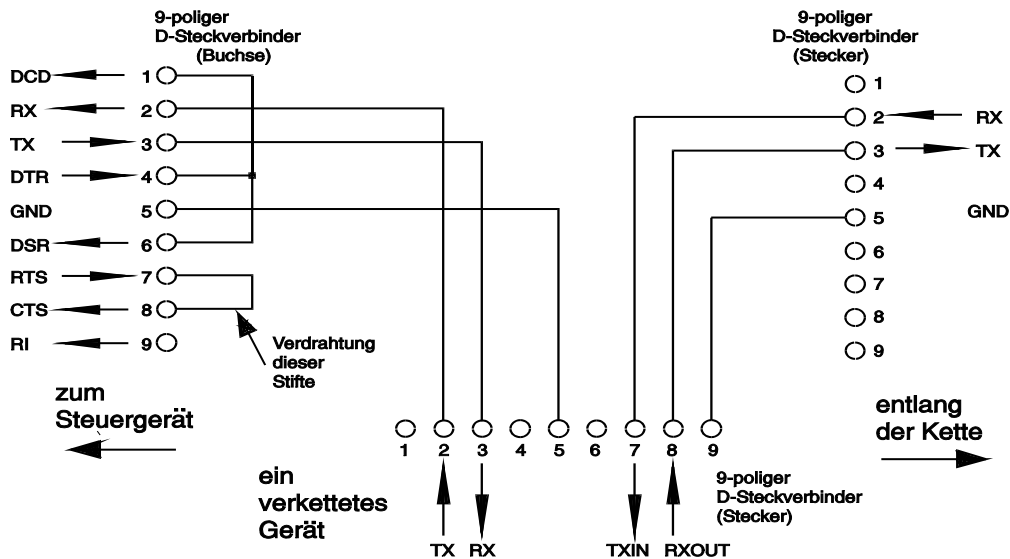 9-poliger
D-Steckverbinder
(Buchse)
DCD 1
RX 2
TX 3
DTR 4
GND 5
DSR 6
RTS 7
CTS 8
RI 9
Verdrahtung
dieser
Stifte
zum
Steuergerät
9-poliger
D-Steckverbinder
(Stecker)
1
2 RX
3 TX
4
5 GND
6
7
8
9
entlang
der Kette
1 2 3 4 5 6 7 8 9
ein
verkettetes
Gerät
TX RX TXIN RXOUT
9-poliger
D-Steckverbinder
(Stecker)